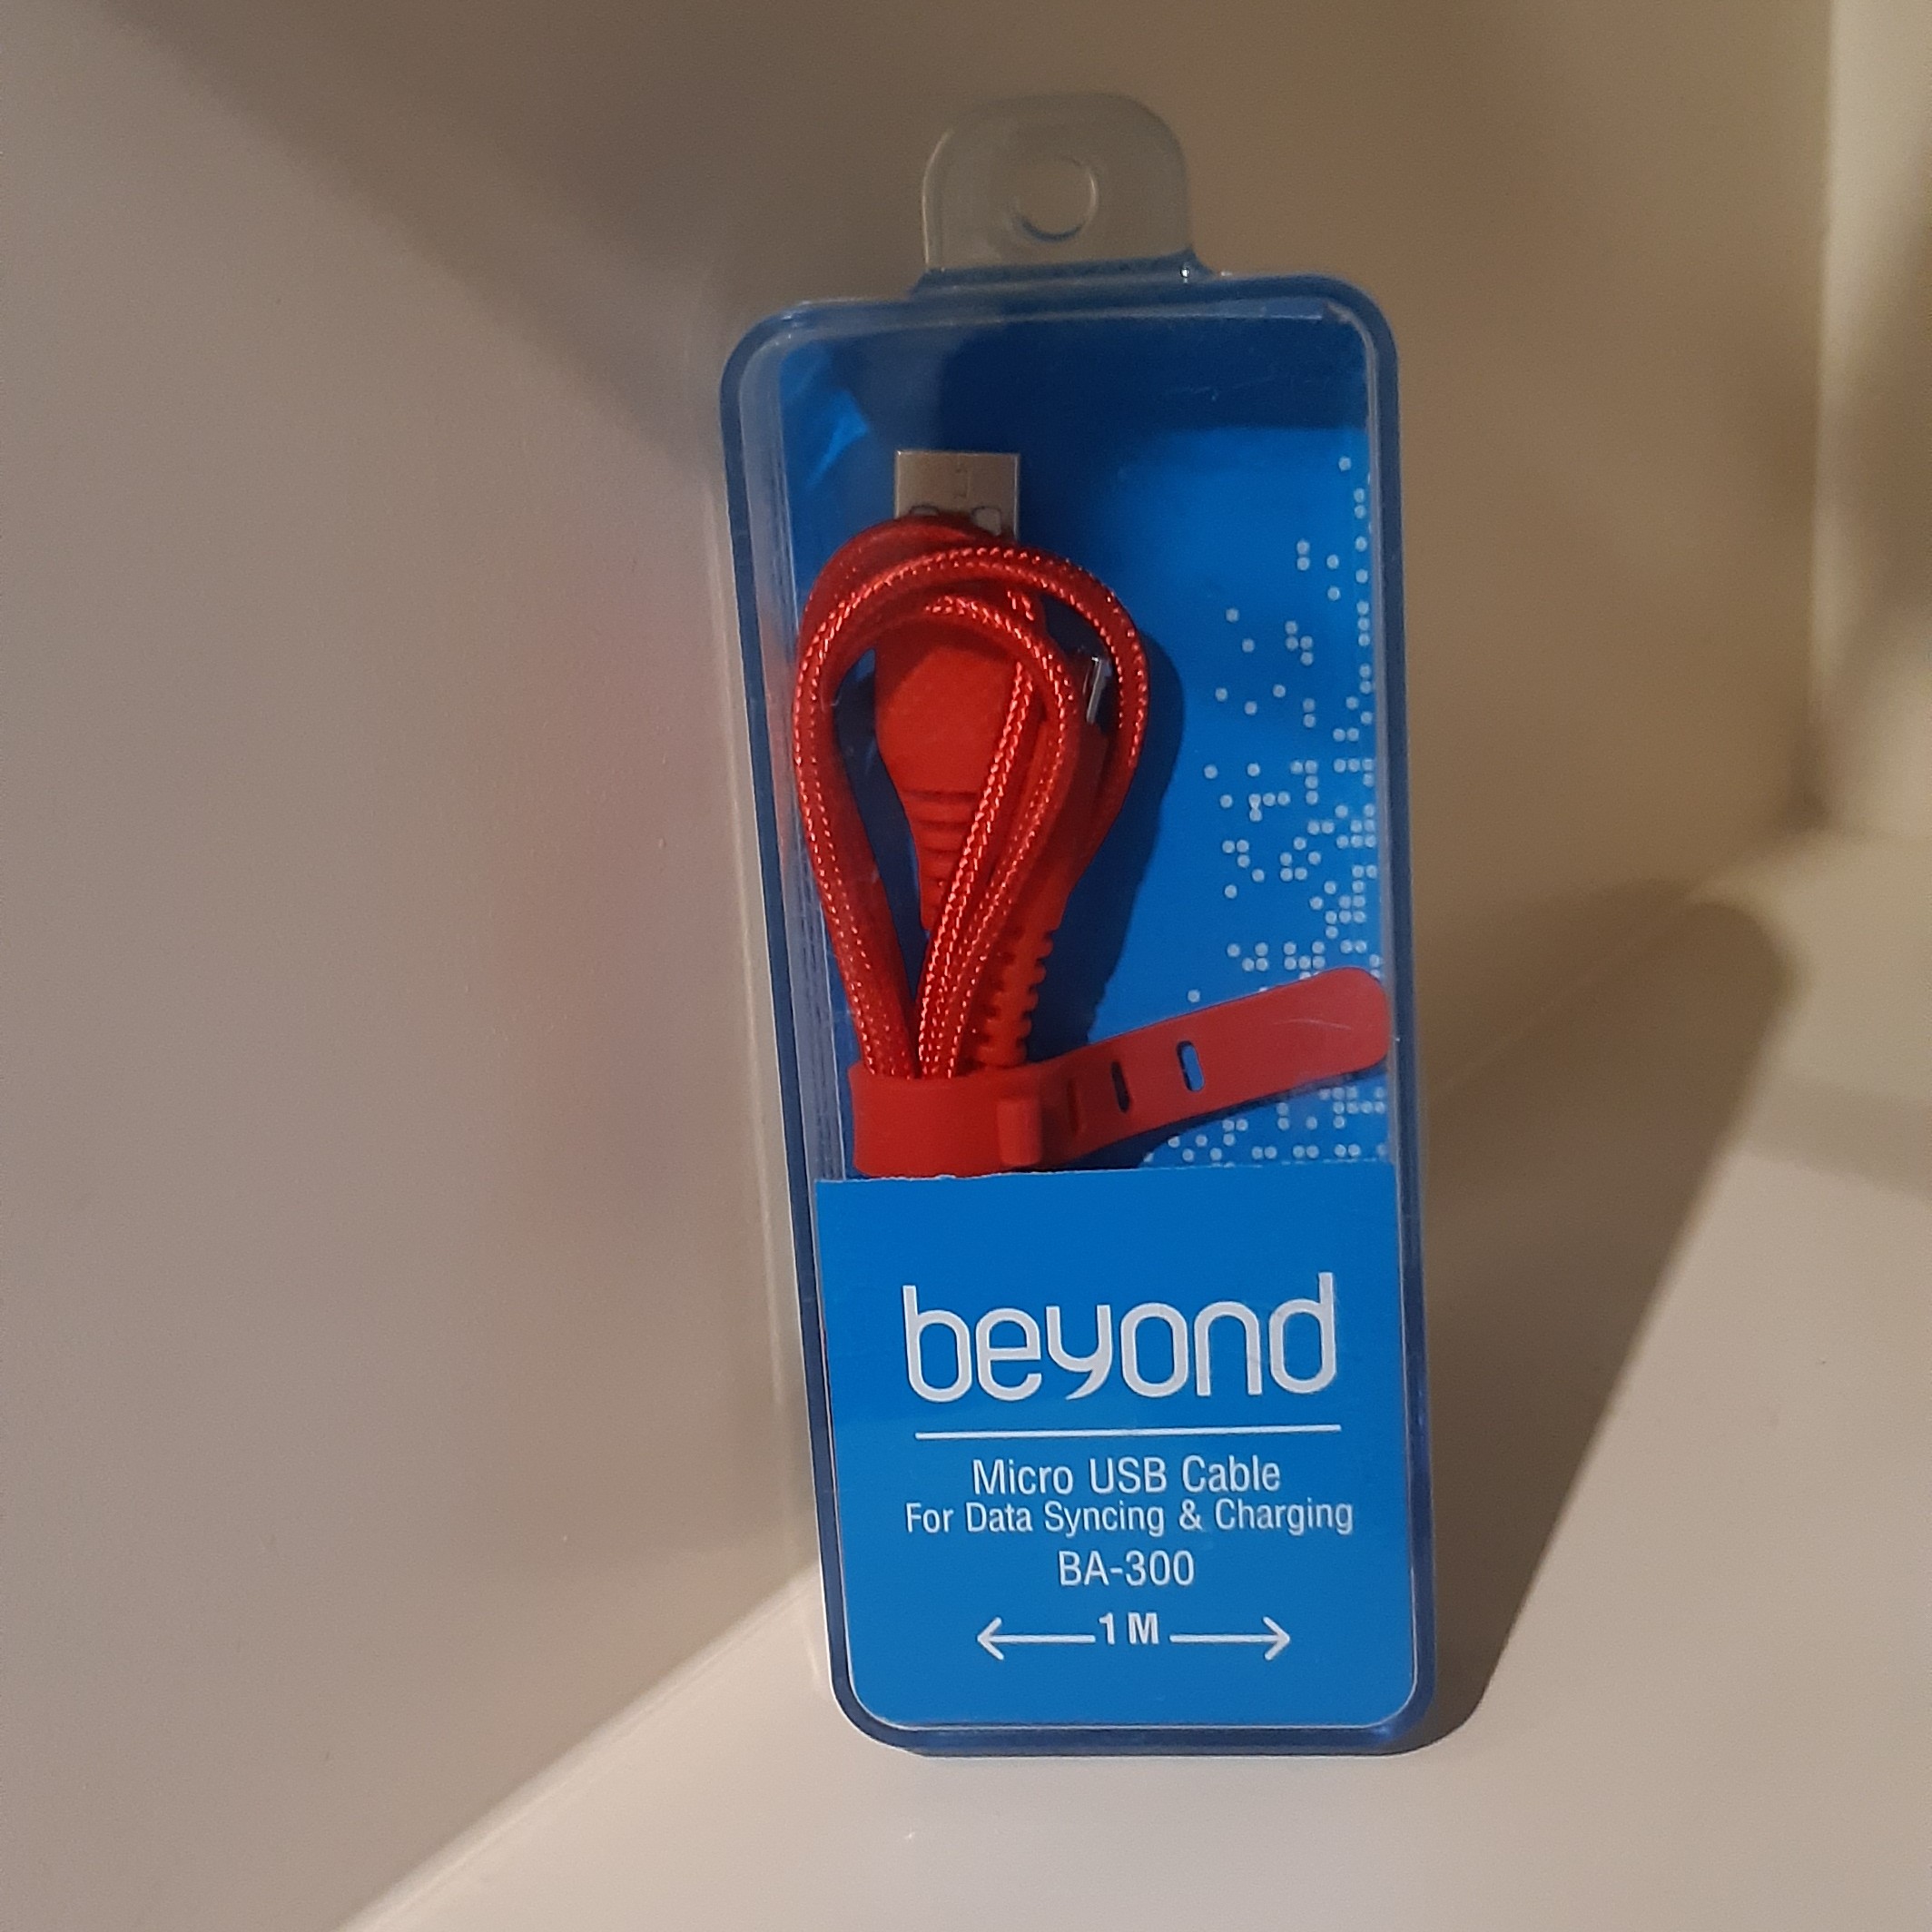 beyond
Micro USB Cable
For Data Syncing & Charging
BA-300
1 M